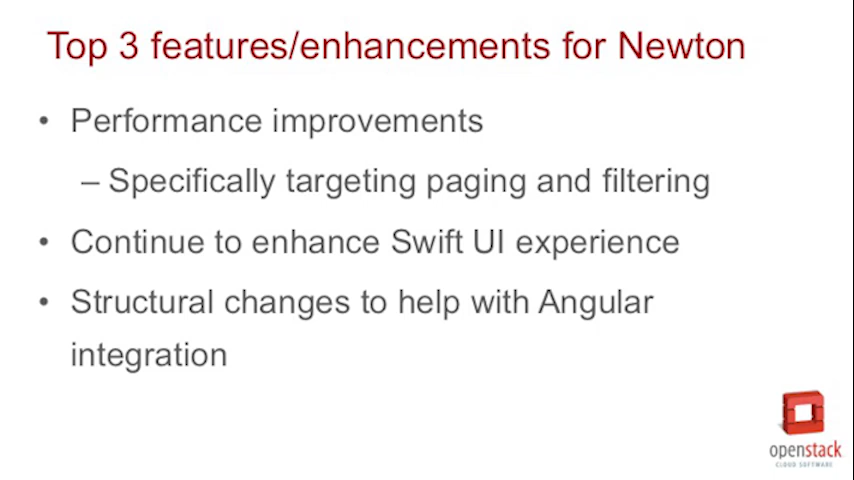 Top 3 features/enhancements for Newton
• Performance improvements
– Specifically targeting paging and filtering
• Continue to enhance Swift UI experience
• Structural changes to help with Angular
integration
openstack
CLOUD SOFTWARE